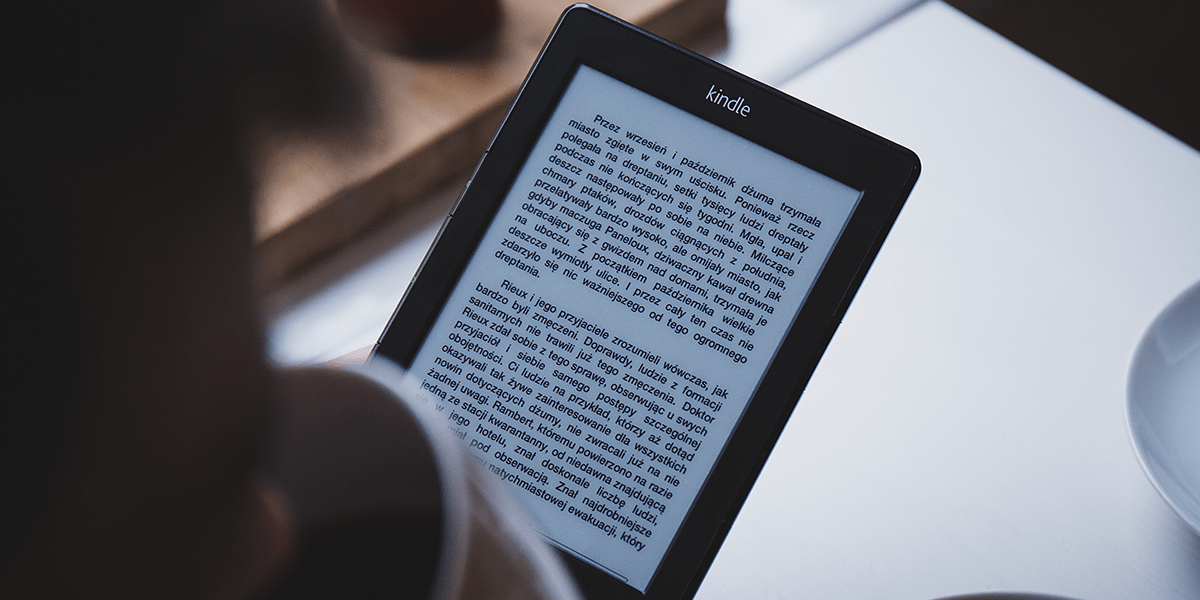 kindle
Przez wrzesień i październik dżuma trzymała
miasto zgięte w swym uścisku. Ponieważ rzecz
polegała na dreptaniu, setki tysięcy ludzi dreptały
podczas nie kończących się tygodni. Mgła, upał i
deszcz następowały po sobie na niebie. Milczące
chmary ptaków, drozdów ciągnących z południa,
przelatywały bardzo wysoko, ale omijały miasto, jak
gdyby maczuga Paneloux, dziwaczny kawał drewna
obracający się z gwizdem nad domami, trzymała je
na uboczu. Z początkiem października wielkie
deszcze wymioty ulice. I przez cały ten czas nie
zdarzyło się nic ważniejszego od tego ogromnego
dreptania.
Rieux i jego przyjaciele zrozumieli wówczas, jak
bardzo byli zmęczeni. Doprawdy, ludzie z formacji
sanitarnych nie trawili już tego zmęczenia. Doktor
Rieux zdał sobie z tego sprawę, obserwując u swych
przyjaciół i siebie samego postępy szczególnej
obojętności. Ci ludzie na przykład, którzy aż dotąd
okazywali tak żywe zainteresowanie dla wszystkich
nowin dotyczących dżumy, nie zwracali już na nie
żadnej uwagi. Rambert, któremu powierzono na razie
jedną ze stacji kwarantanny, od niedawna znajdującą
się w jego hotelu, znał doskonale liczbę ludzi,
miał pod obserwacją. Znał najdrobniejsze
natychmiastowej ewakuacji, który